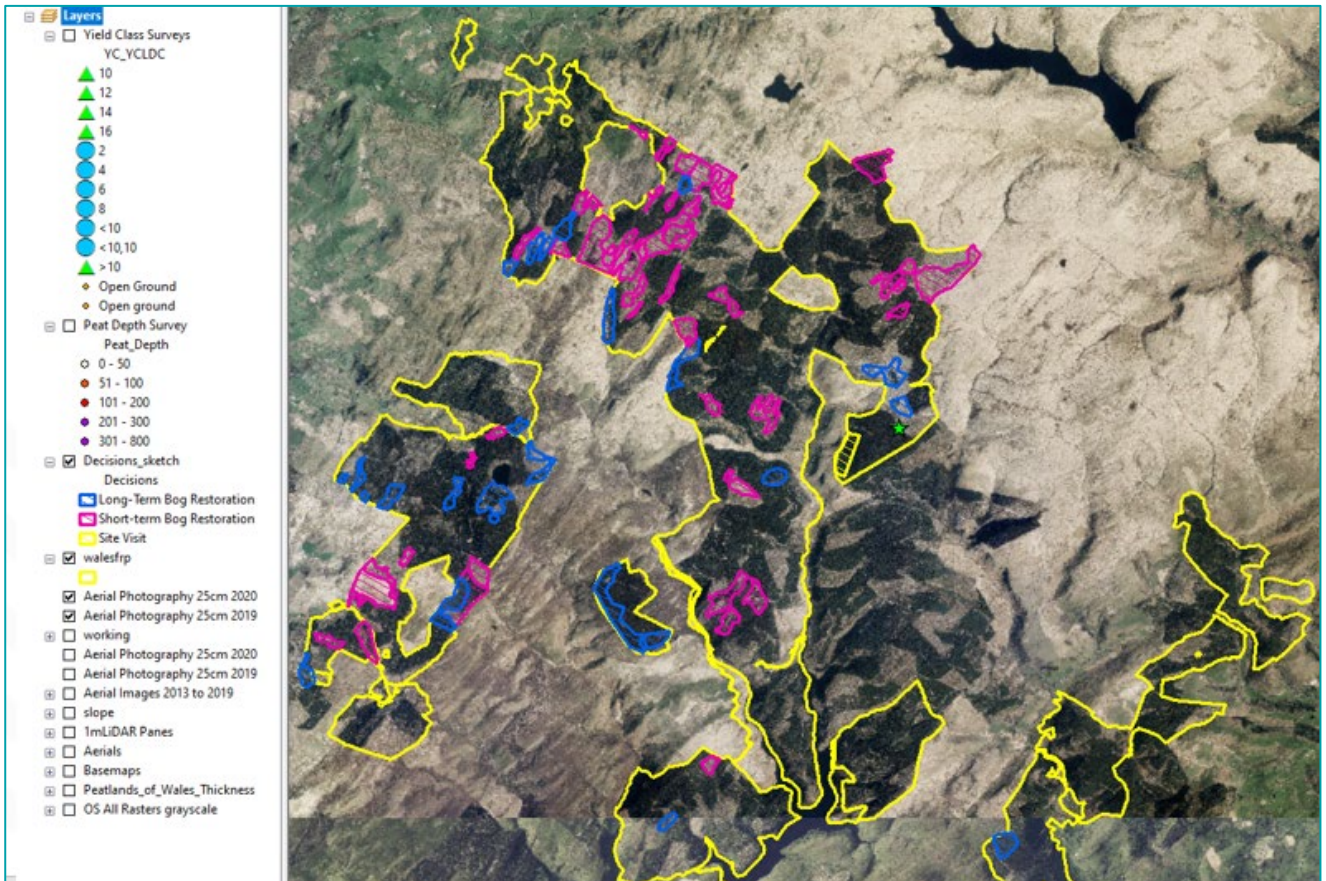 Layers
Yield Class Surveys
YC_YCLDC
10
12
14
16
2
4
6
8
<10
<10,10
>10
Open Ground
Open ground
Peat Depth Survey
Peat_Depth
0 - 50
51 - 100
101 - 200
201 - 300
301 - 800
Decisions_sketch
Decisions
Long-Term Bog Restoration
Short-term Bog Restoration
Site Visit
walesfrp
Aerial Photography 25cm 2020
Aerial Photography 25cm 2019
working
Aerial Photography 25cm 2020
Aerial Photography 25cm 2019
Aerial Images 2013 to 2019
slope
1mLiDAR Panes
Aerials
Basemaps
Peatlands_of_Wales_Thickness
OS All Rasters grayscale